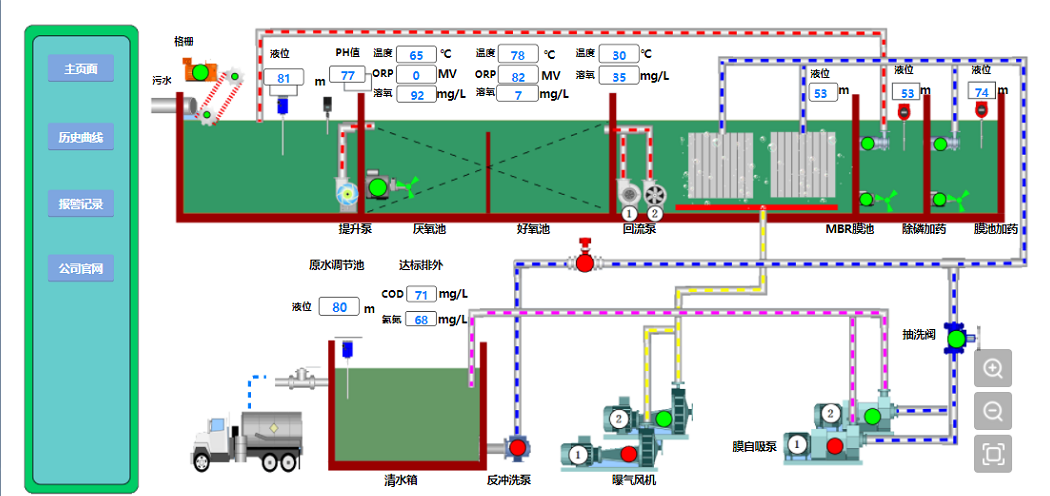 主页面
历史曲线
报警记录
公司官网
格栅
污水
液位
81 m
PH值
77
温度 65 ℃
ORP 0 MV
溶氧 92 mg/L
温度 78 ℃
ORP 82 MV
溶氧 7 mg/L
温度 30 ℃
溶氧 35 mg/L
液位
53 m
液位
53 m
液位
74 m
1
2
提升泵
厌氧池
好氧池
回流泵
MBR膜池
除磷加药
膜池加药
原水调节池
达标排外
液位 80 m
COD 71 mg/L
氨氮 68 mg/L
抽洗阀
2
1
2
膜自吸泵
1
清水箱
反冲洗泵
曝气风机